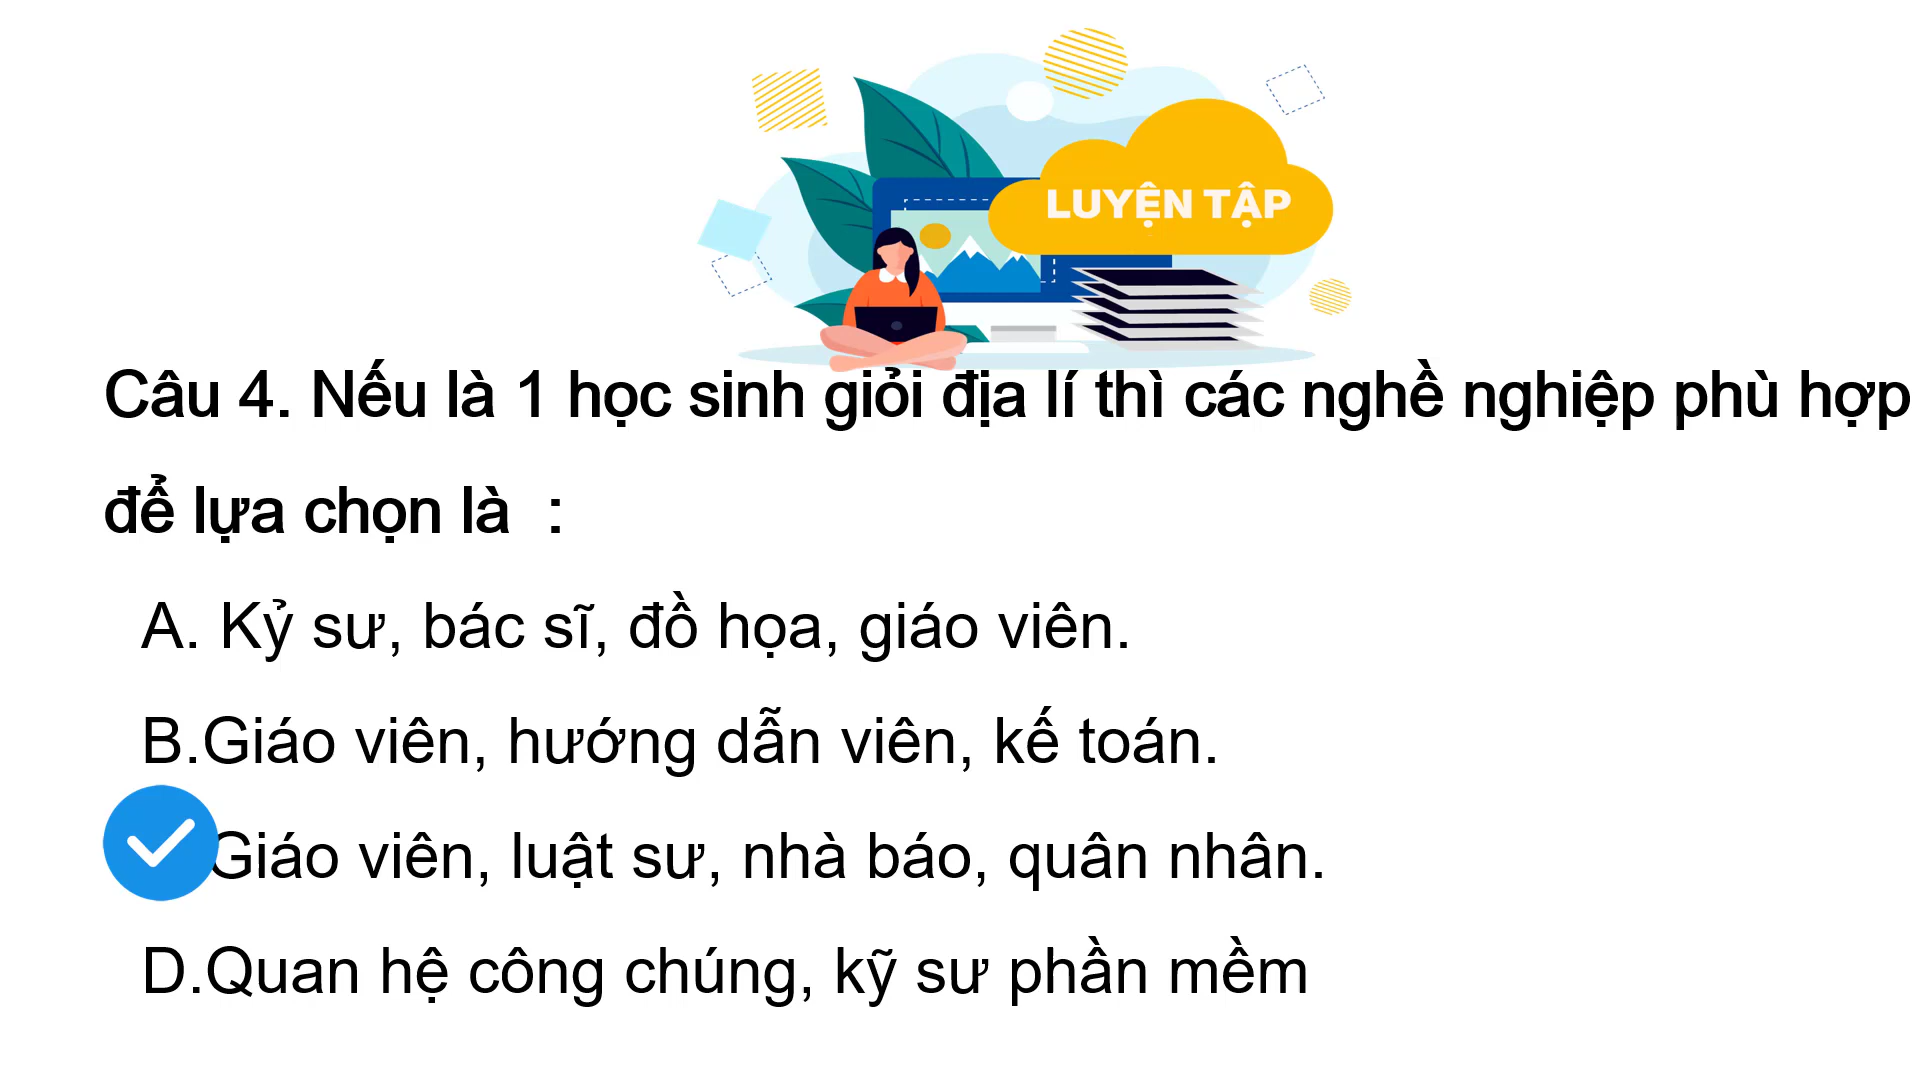 LUYỆN TẬP
Câu 4. Nếu là 1 học sinh giỏi địa lí thì các nghề nghiệp phù hợp
để lựa chọn là :
A. Kỷ sư, bác sĩ, đồ họa, giáo viên.
B.Giáo viên, hướng dẫn viên, kế toán.
Giáo viên, luật sư, nhà báo, quân nhân.
D.Quan hệ công chúng, kỹ sư phần mềm